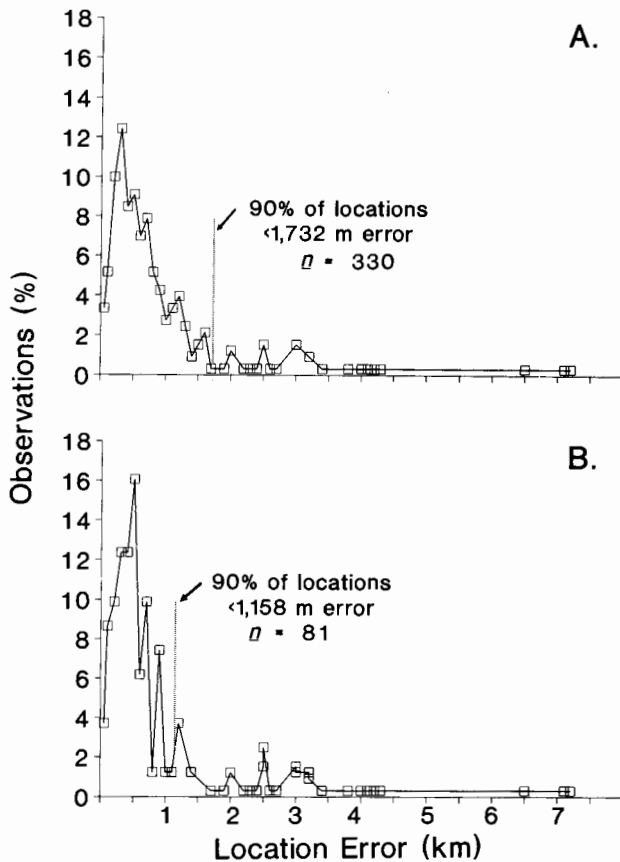 18
16
14
12
10
8
6
4
2
0
A.
90% of locations
<1,732 m error
n = 330
Observations (%)
18
16
14
12
10
8
6
4
2
0
B.
90% of locations
<1,158 m error
n = 81
1 2 3 4 5 6 7
Location Error (km)